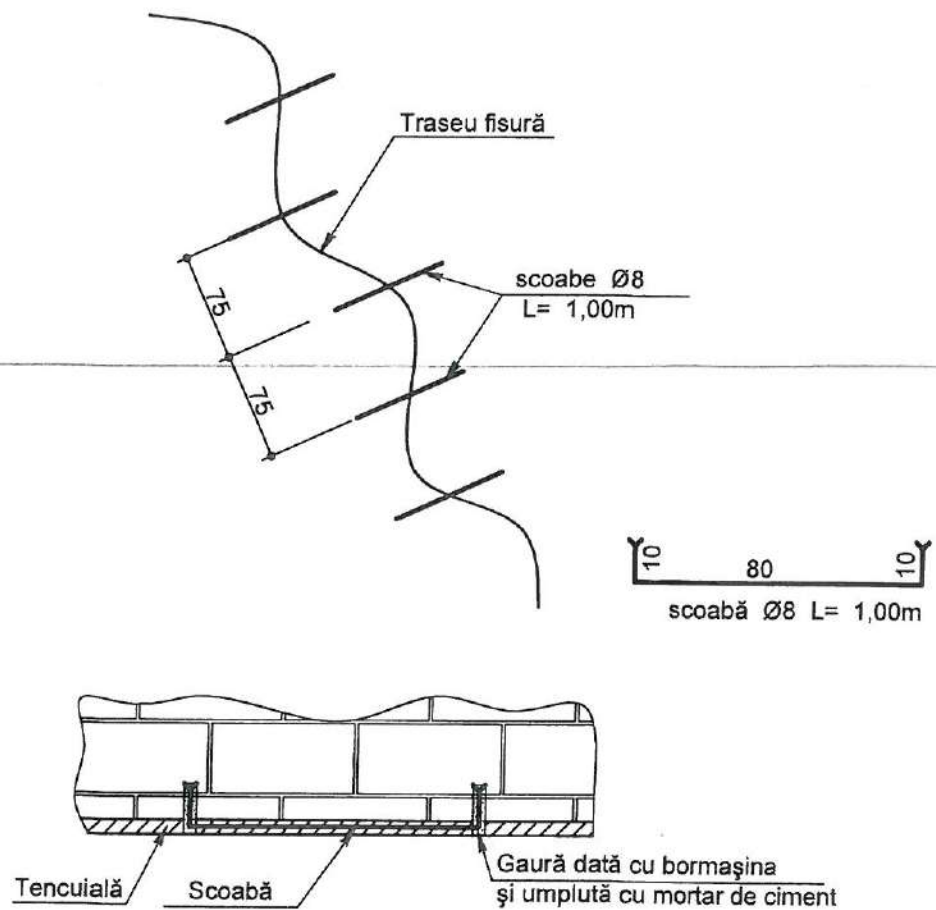 Traseu fisură
scoabe Ø8
L= 1,00m
75
75
10
80
10
scoabă Ø8 L= 1,00m
Tencuială
Scoabă
Gaură dată cu bormaşina
şi umplută cu mortar de ciment